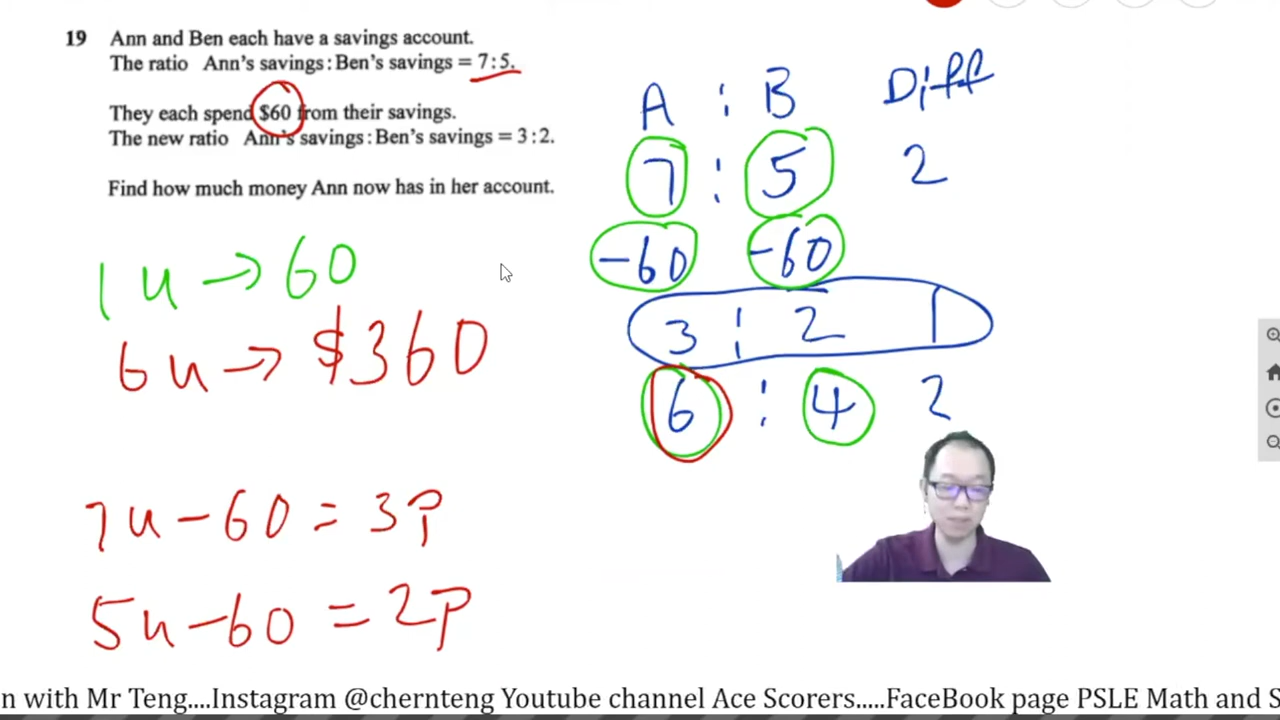 19 Ann and Ben each have a savings account.
The ratio Ann's savings : Ben's savings = 7 : 5.
They each spend $60 from their savings.
The new ratio Ann's savings : Ben's savings = 3 : 2.
Find how much money Ann now has in her account.
A : B Diff
7 : 5 2
-60 -60
3 : 2 1
6 : 4 2
1u → 60
6u → $360
7u - 60 = 3p
5u - 60 = 2p
n with Mr Teng....Instagram @chernteng Youtube channel Ace Scorers.....FaceBook page PSLE Math and S